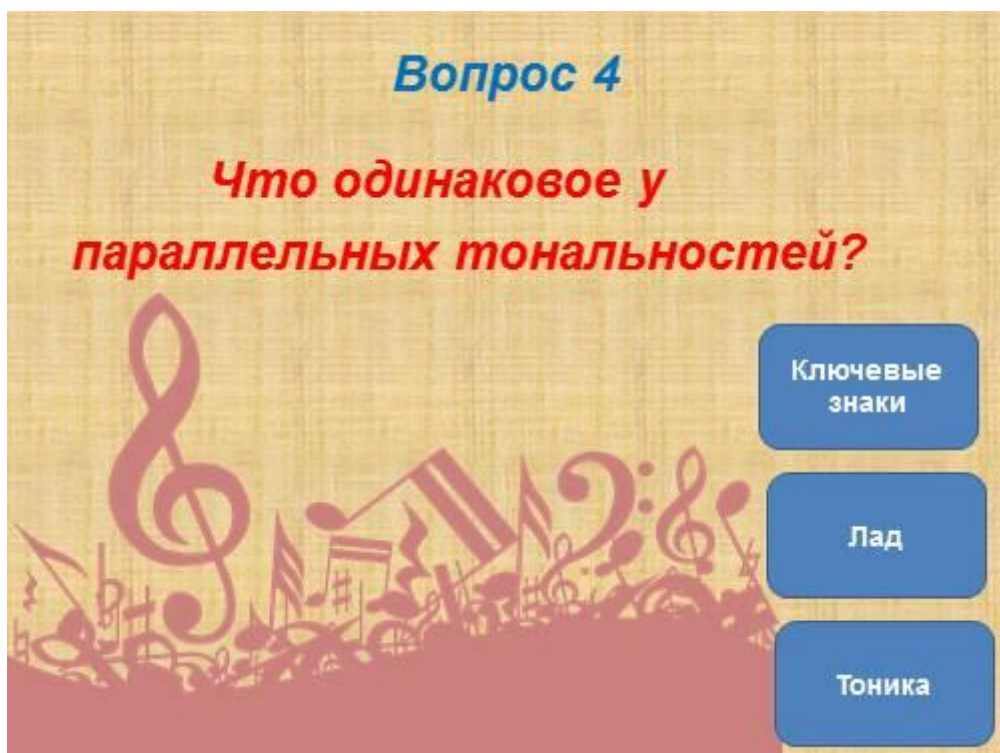 Вопрос 4
Что одинаковое у
параллельных тональностей?
Ключевые
знаки
Лад
Тоника